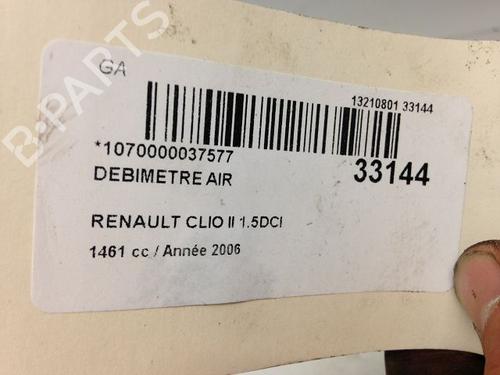 GA
13210801 33144
*1070000037577
33144
DEBIMETRE AIR
RENAULT CLIO II 1.5DCI
1461 cc / Année 2006
B-PARTS